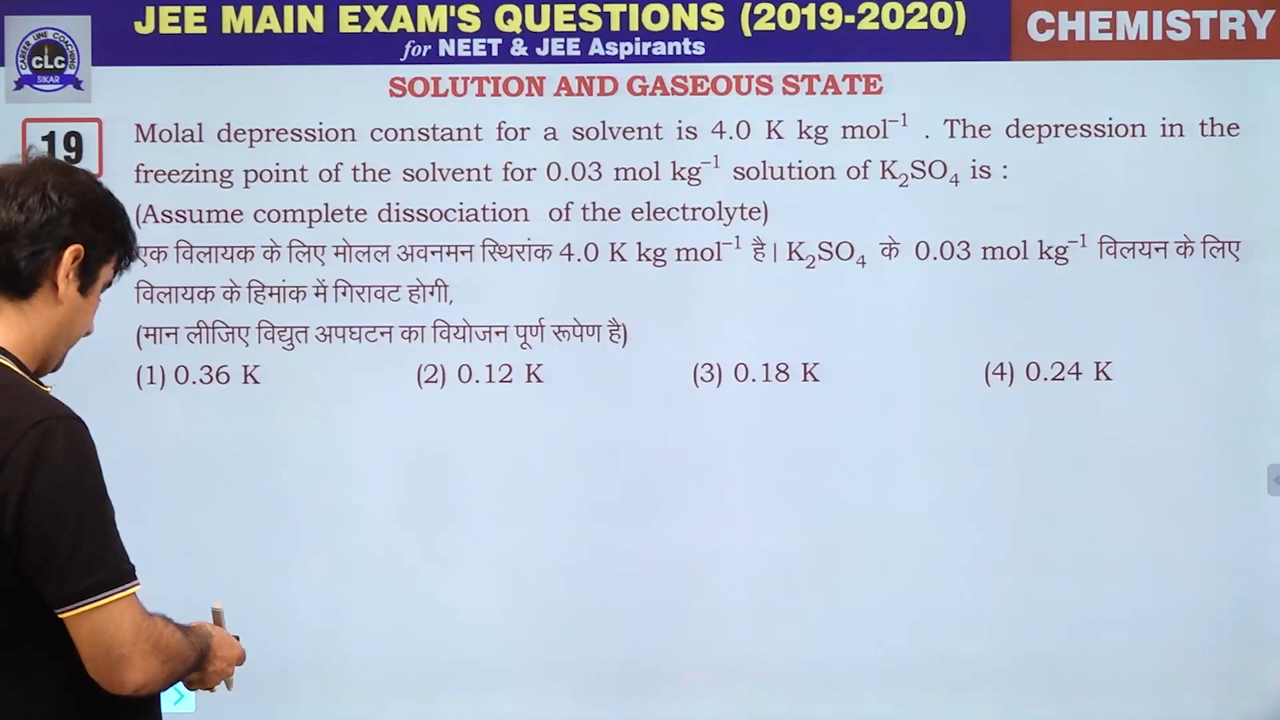 JEE MAIN EXAM'S QUESTIONS (2019-2020)
for NEET & JEE Aspirants
CHEMISTRY
CAREER LINE COACHING
CLC
SIKAR
SOLUTION AND GASEOUS STATE
19
Molal depression constant for a solvent is 4.0 K kg mol⁻¹ . The depression in the
freezing point of the solvent for 0.03 mol kg⁻¹ solution of K₂SO₄ is :
(Assume complete dissociation of the electrolyte)
एक विलायक के लिए मोलल अवनमन स्थिरांक 4.0 K kg mol⁻¹ है। K₂SO₄ के 0.03 mol kg⁻¹ विलयन के लिए
विलायक के हिमांक में गिरावट होगी,
(मान लीजिए विद्युत अपघटन का वियोजन पूर्ण रूपेण है)
(1) 0.36 K (2) 0.12 K (3) 0.18 K (4) 0.24 K